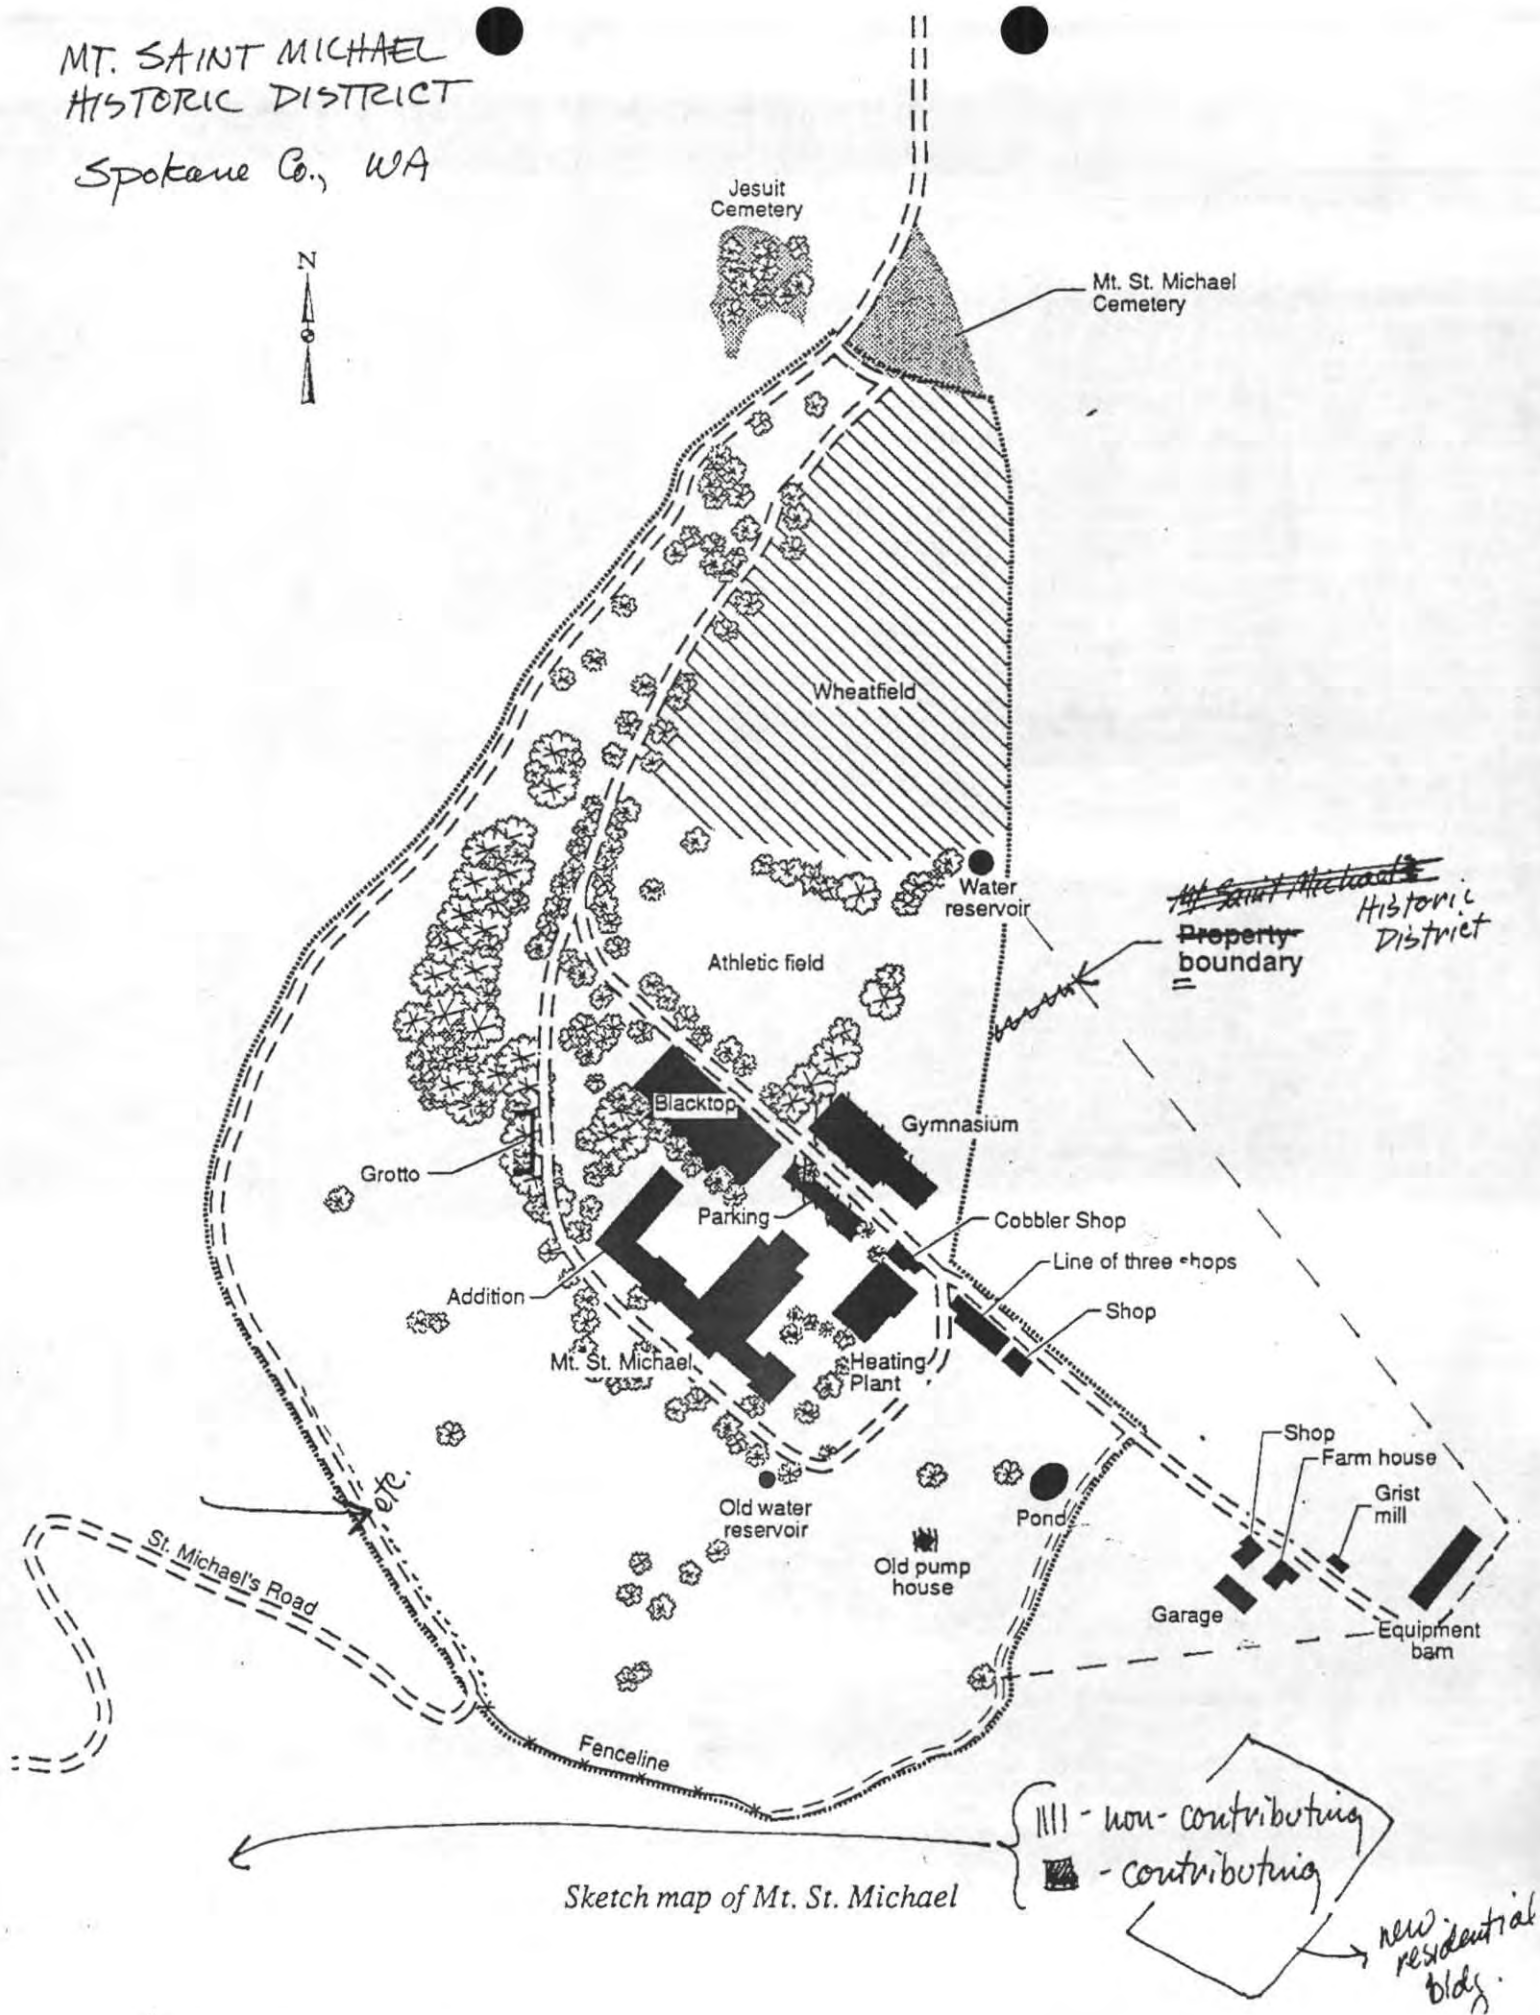 MT. SAINT MICHAEL
HISTORIC DISTRICT
Spokane Co., WA
N
Jesuit
Cemetery
Mt. St. Michael
Cemetery
Wheatfield
Water
reservoir
Mt Saint Michael's
Historic
District
Property
boundary
Athletic field
Blacktop
Gymnasium
Grotto
Parking
Cobbler Shop
Line of three shops
Addition
Shop
Mt. St. Michael
Heating
Plant
Shop
Farm house
Grist
mill
etc.
Old water
reservoir
Pond
St. Michael's Road
Old pump
house
Garage
Equipment
barn
Fenceline
- non-contributing
- contributing
Sketch map of Mt. St. Michael
new
residential
bldg.